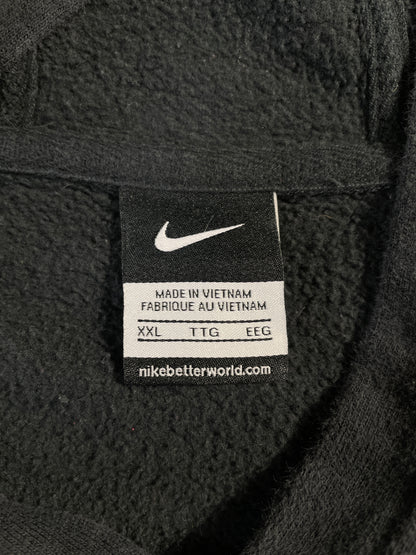 MADE IN VIETNAM
FABRIQUE AU VIETNAM
XXL TTG EEG
nikebetterworld.com